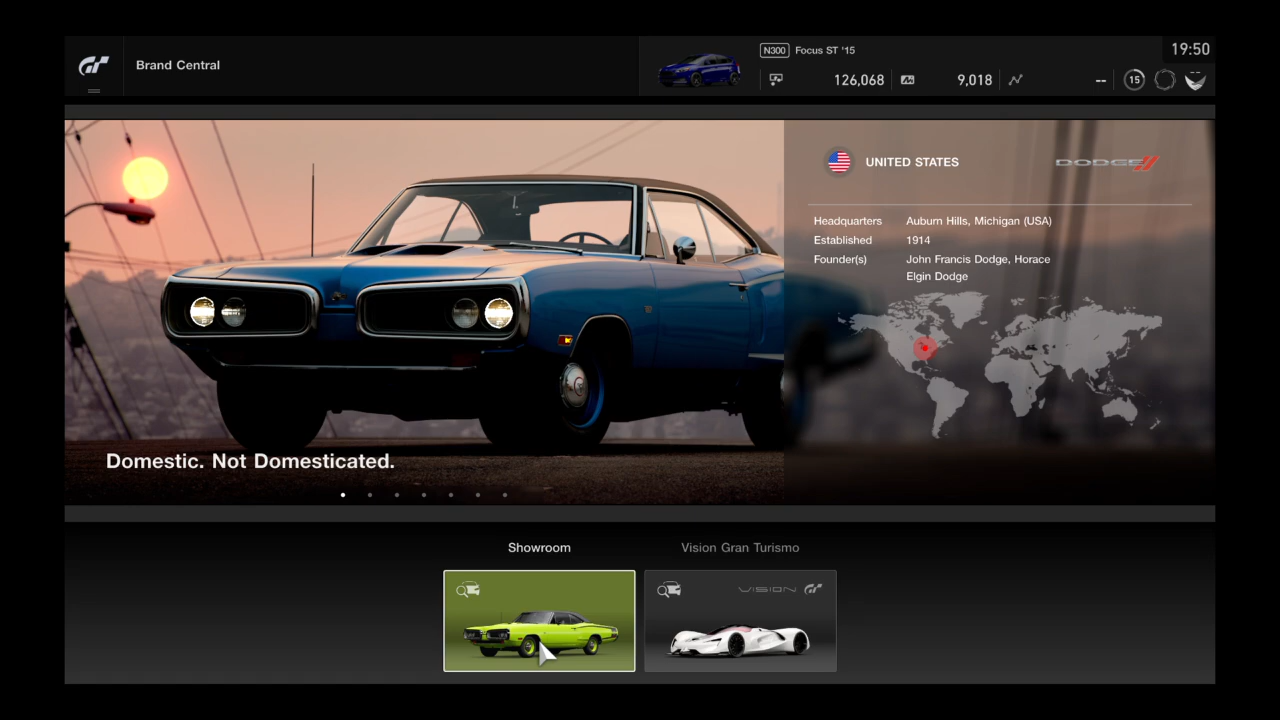 GT
Brand Central
N300 Focus ST '15
19:50
126,068
9,018
--
15
UNITED STATES
DODGE
Headquarters Auburn Hills, Michigan (USA)
Established 1914
Founder(s) John Francis Dodge, Horace
Elgin Dodge
Domestic. Not Domesticated.
Showroom
Vision Gran Turismo
VISION GT